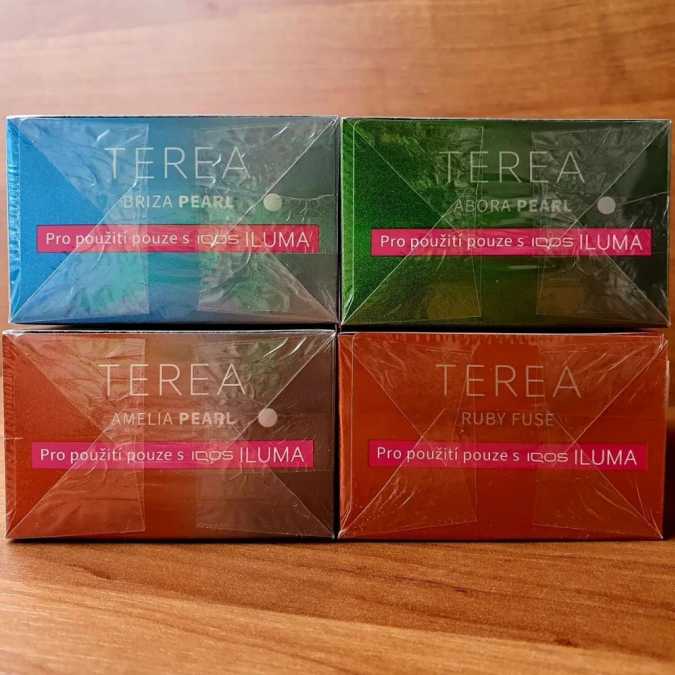 TEREA
BRIZA PEARL
Pro použití pouze s IQOS ILUMA
TEREA
ABORA PEARL
Pro použití pouze s IQOS ILUMA
TEREA
AMELIA PEARL
Pro použití pouze s IQOS ILUMA
TEREA
RUBY FUSE
Pro použití pouze s IQOS ILUMA